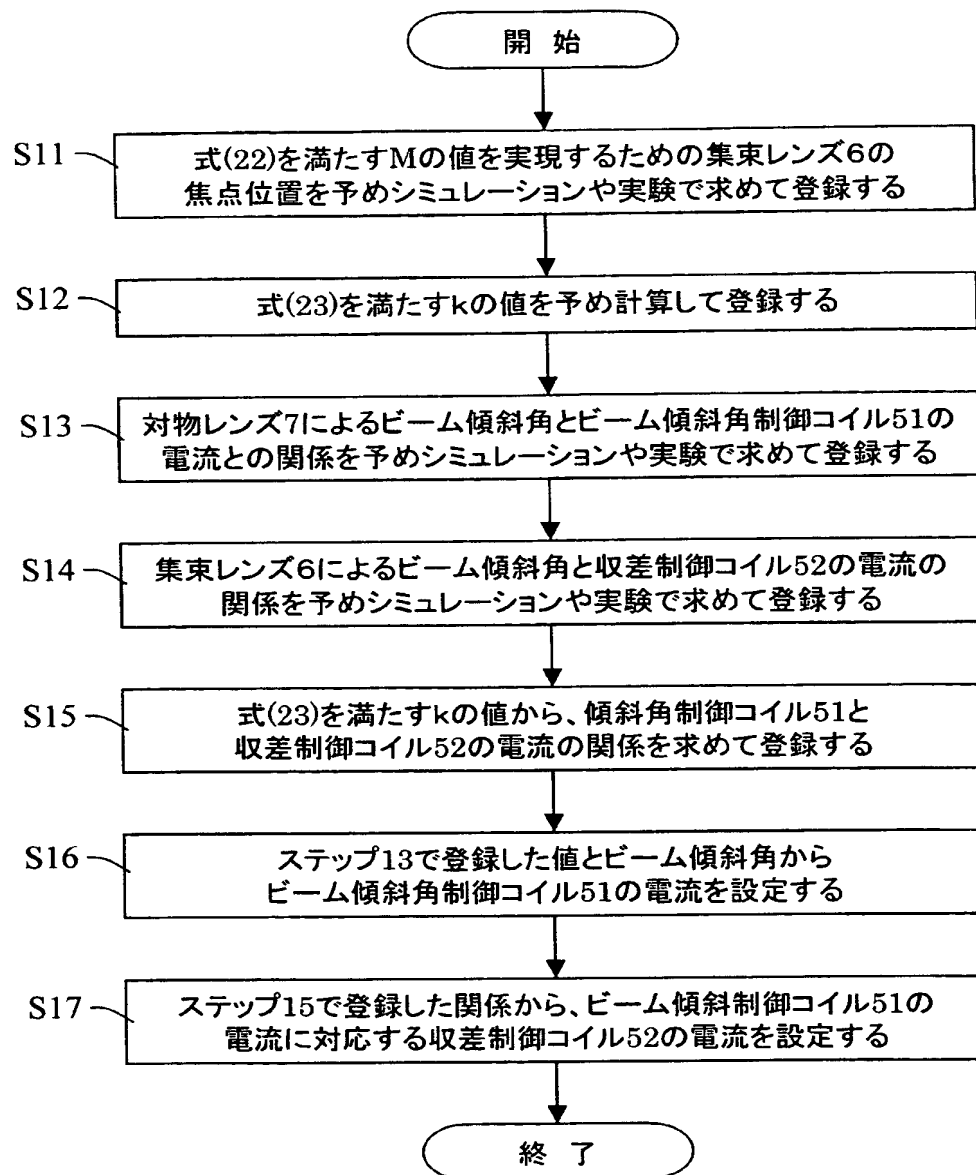 開 始
S11
式(22)を満たすMの値を実現するための集束レンズ6の
焦点位置を予めシミュレーションや実験で求めて登録する
S12
式(23)を満たすkの値を予め計算して登録する
S13
対物レンズ7によるビーム傾斜角とビーム傾斜角制御コイル51の
電流との関係を予めシミュレーションや実験で求めて登録する
S14
集束レンズ6によるビーム傾斜角と収差制御コイル52の電流の
関係を予めシミュレーションや実験で求めて登録する
S15
式(23)を満たすkの値から、傾斜角制御コイル51と
収差制御コイル52の電流の関係を求めて登録する
S16
ステップ13で登録した値とビーム傾斜角から
ビーム傾斜角制御コイル51の電流を設定する
S17
ステップ15で登録した関係から、ビーム傾斜制御コイル51の
電流に対応する収差制御コイル52の電流を設定する
終 了